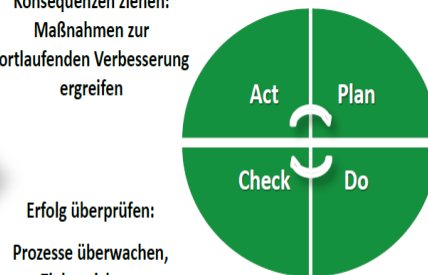 Konsequenzen ziehen:
Maßnahmen zur
ortlaufenden Verbesserung
ergreifen
Act
Plan
Check
Do
Erfolg überprüfen:
Prozesse überwachen,